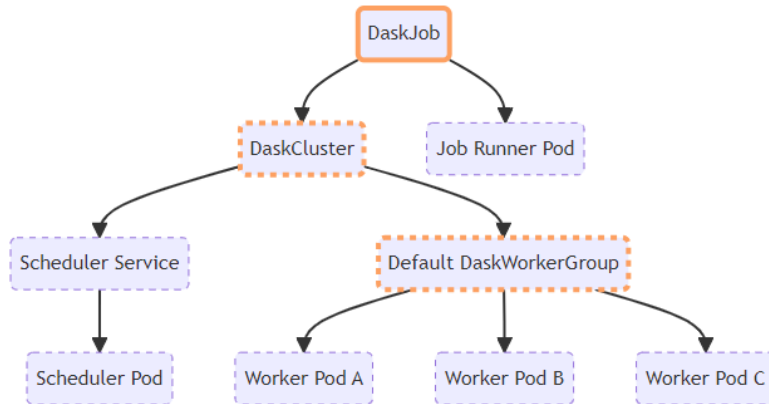 DaskJob
DaskCluster
Job Runner Pod
Scheduler Service
Default DaskWorkerGroup
Scheduler Pod
Worker Pod A
Worker Pod B
Worker Pod C